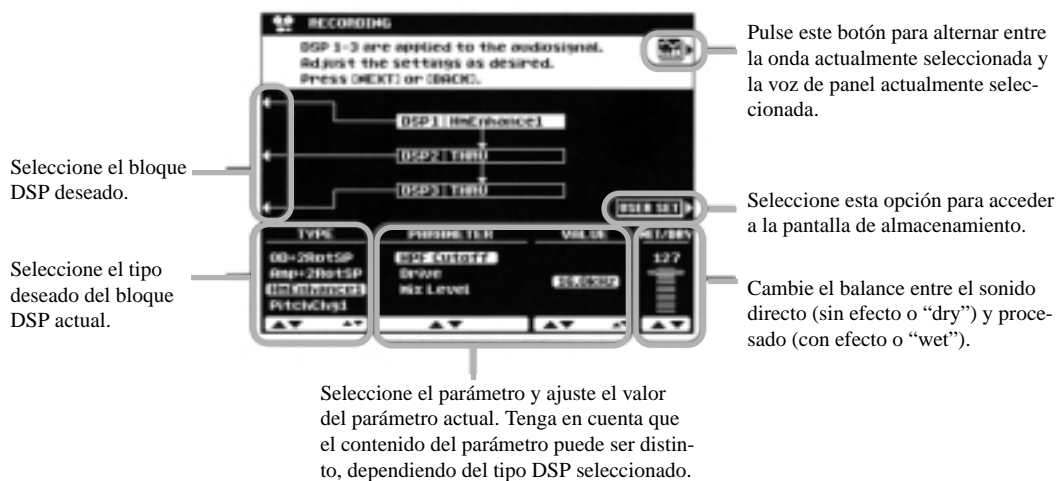 RECORDING
DSP 1-3 are applied to the audiosignal.
Adjust the settings as desired.
Press [NEXT] or [BACK].
Pulse este botón para alternar entre
la onda actualmente seleccionada y
la voz de panel actualmente selec-
cionada.
DSP1 HmEnhance1
DSP2 THRU
DSP3 THRU
Seleccione el bloque
DSP deseado.
USER SET
Seleccione esta opción para acceder
a la pantalla de almacenamiento.
TYPE PARAMETER VALUE WET/DRY
OD+2RotSP
Amp+2RotSP
HmEnhance1
PitchChg1
HPF Cutoff
Drive
Mix Level
16.0kHz
127
Seleccione el tipo
deseado del bloque
DSP actual.
Cambie el balance entre el sonido
directo (sin efecto o “dry”) y proce-
sado (con efecto o “wet”).
Seleccione el parámetro y ajuste el valor
del parámetro actual. Tenga en cuenta que
el contenido del parámetro puede ser distin-
to, dependiendo del tipo DSP seleccionado.